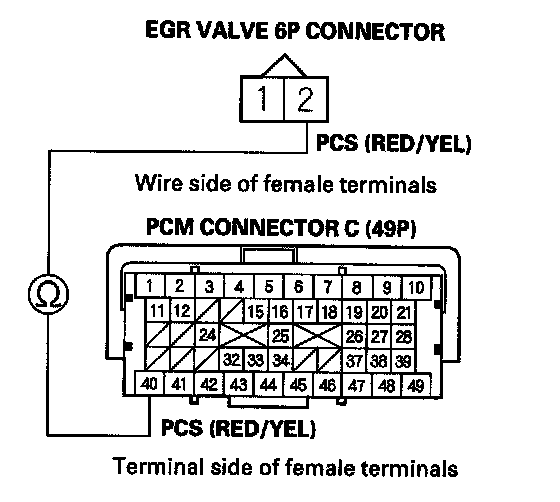 EGR VALVE 6P CONNECTOR
1 2
PCS (RED/YEL)
Wire side of female terminals
PCM CONNECTOR C (49P)
Ω
1 2 3 4 5 6 7 8 9 10
11 12 15 16 17 18 19 20 21
24 25 26 27 28
32 33 34 37 38 39
40 41 42 43 44 45 46 47 48 49
PCS (RED/YEL)
Terminal side of female terminals